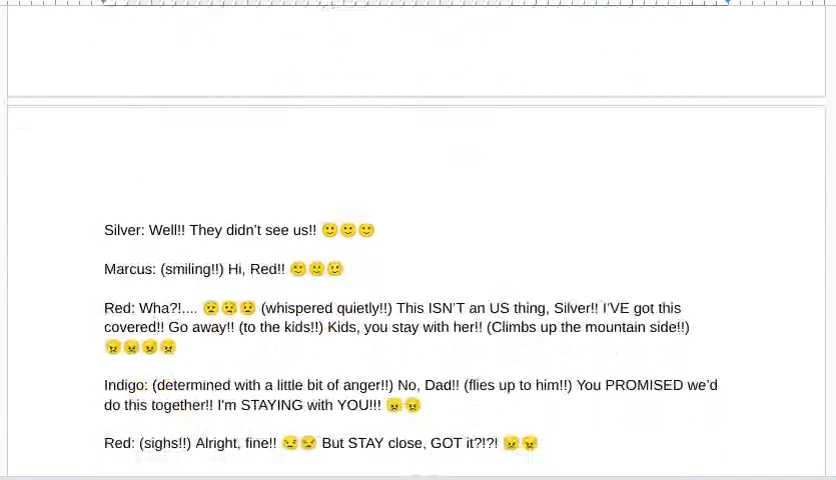 Silver: Well!! They didn’t see us!! 😇🙂🙂
Marcus: (smiling!!) Hi, Red!! 🙂🙂🙂
Red: Wha?!.... 😟😟😟 (whispered quietly!!) This ISN’T an US thing, Silver!! I’VE got this
covered!! Go away!! (to the kids!!) Kids, you stay with her!! (Climbs up the mountain side!!)
😠😠😠😠
Indigo: (determined with a little bit of anger!!) No, Dad!! (flies up to him!!) You PROMISED we’d
do this together!! I'm STAYING with YOU!!! 😠😠
Red: (sighs!!) Alright, fine!! 😒😒 But STAY close, GOT it?!?! 😠😠